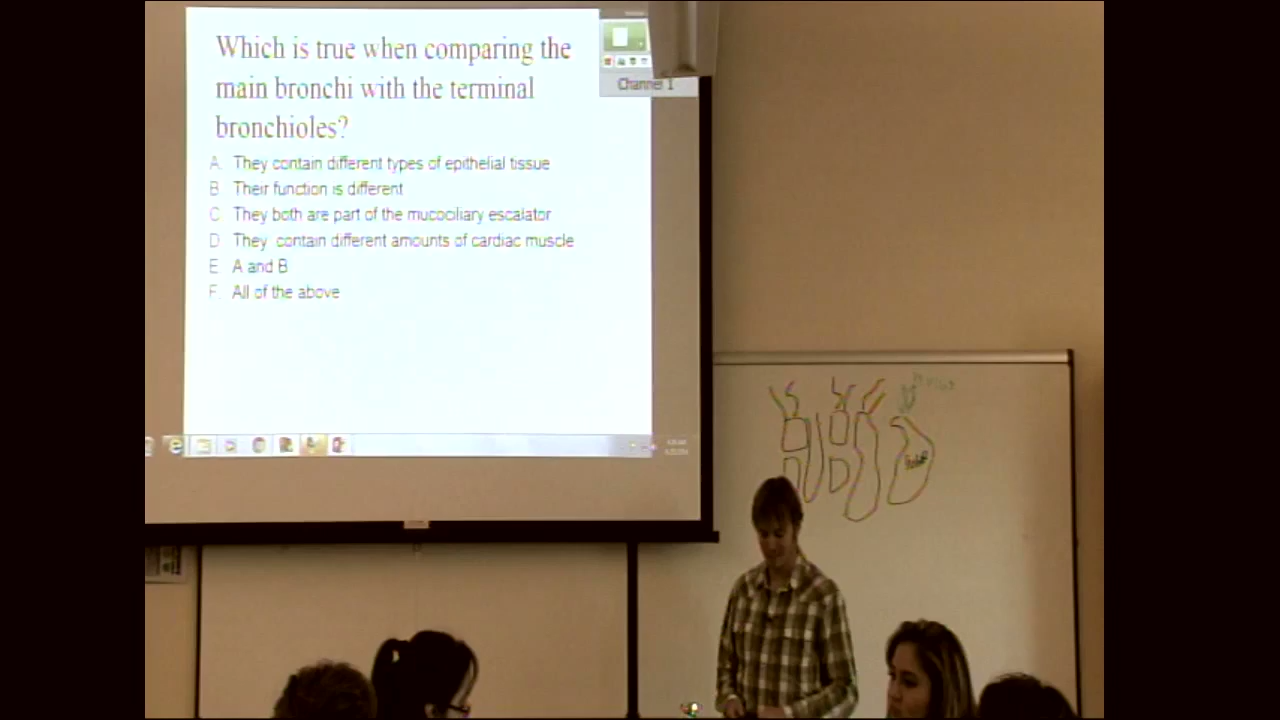 Which is true when comparing the
main bronchi with the terminal
bronchioles?
A. They contain different types of epithelial tissue
B. Their function is different
C. They both are part of the mucociliary escalator
D. They contain different amounts of cardiac muscle
E. A and B
F. All of the above
Channel 1